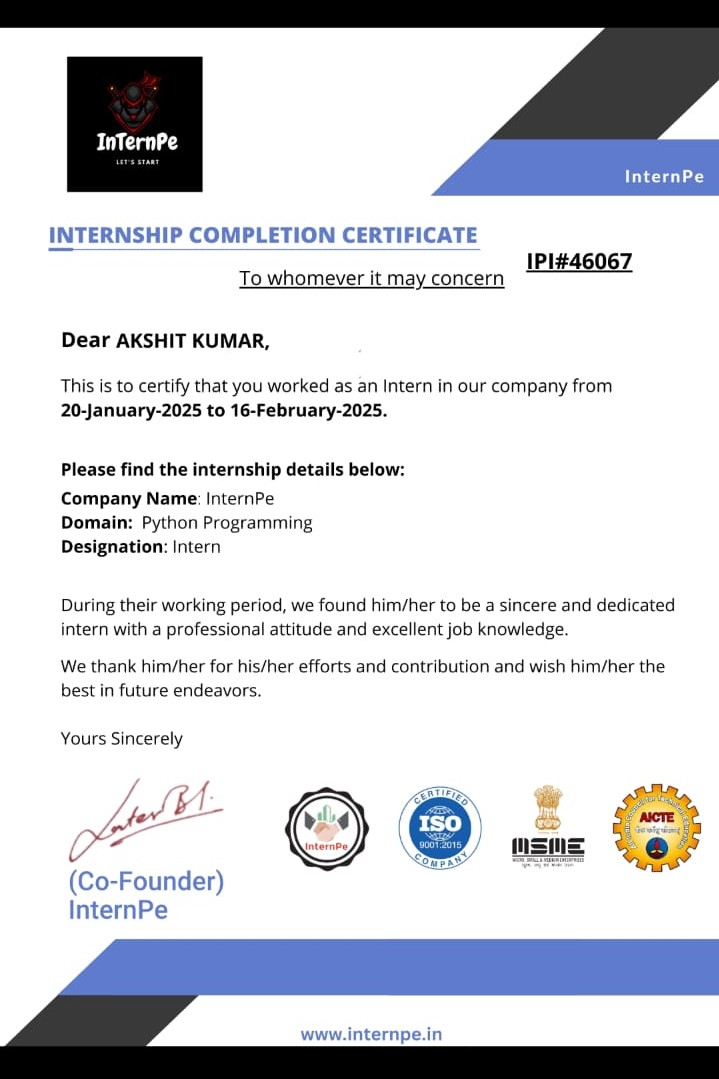 InTernPe
LET'S START
InternPe
INTERNSHIP COMPLETION CERTIFICATE
IPI#46067
To whomever it may concern
Dear AKSHIT KUMAR,
This is to certify that you worked as an Intern in our company from
20-January-2025 to 16-February-2025.
Please find the internship details below:
Company Name: InternPe
Domain: Python Programming
Designation: Intern
During their working period, we found him/her to be a sincere and dedicated
intern with a professional attitude and excellent job knowledge.
We thank him/her for his/her efforts and contribution and wish him/her the
best in future endeavors.
Yours Sincerely
(Co-Founder)
InternPe
InternPe
CERTIFIED
ISO
9001:2015
COMPANY
MSME
MICRO, SMALL & MEDIUM ENTERPRISES
AICTE
www.internpe.in